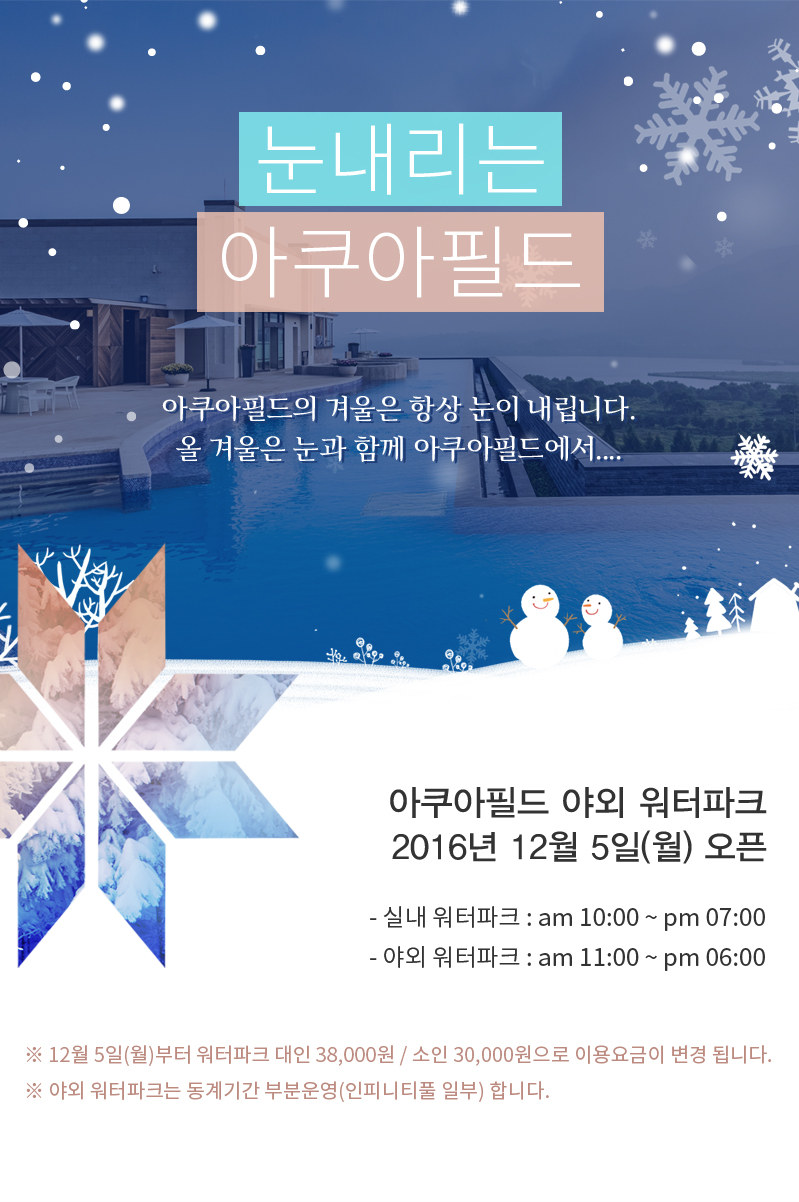 눈내리는
아쿠아필드
아쿠아필드의 겨울은 항상 눈이 내립니다.
올 겨울은 눈과 함께 아쿠아필드에서....
아쿠아필드 야외 워터파크
2016년 12월 5일(월) 오픈
- 실내 워터파크 : am 10:00 ~ pm 07:00
- 야외 워터파크 : am 11:00 ~ pm 06:00
※ 12월 5일(월)부터 워터파크 대인 38,000원 / 소인 30,000원으로 이용요금이 변경 됩니다.
※ 야외 워터파크는 동계기간 부분운영(인피니티풀 일부) 합니다.